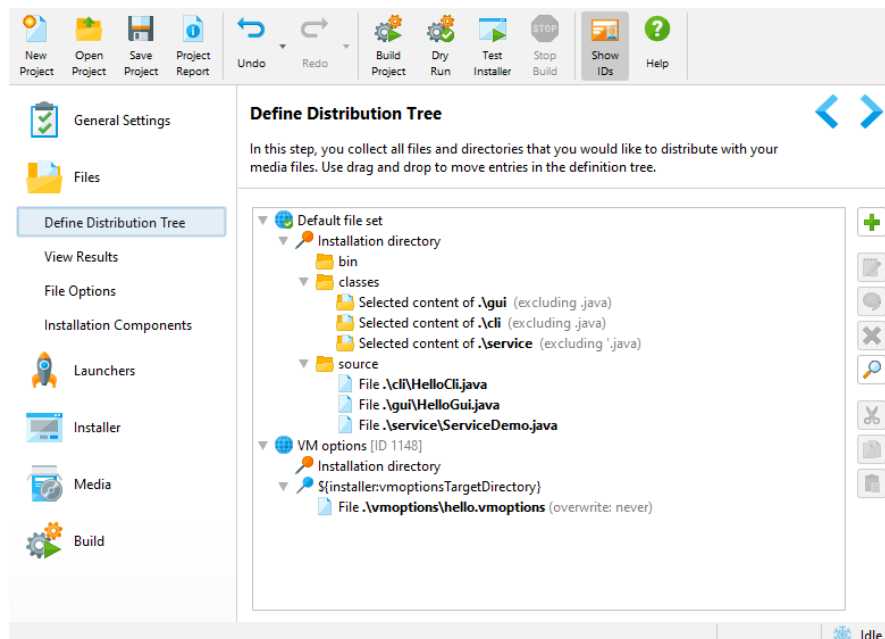 New Project
Open Project
Save Project
Project Report
Undo
Redo
Build Project
Dry Run
Test Installer
STOP
Stop Build
Show IDs
Help
General Settings
Files
Define Distribution Tree
View Results
File Options
Installation Components
Launchers
Installer
Media
Build
Define Distribution Tree
In this step, you collect all files and directories that you would like to distribute with your
media files. Use drag and drop to move entries in the definition tree.
Default file set
Installation directory
bin
classes
Selected content of .\gui (excluding .java)
Selected content of .\cli (excluding .java)
Selected content of .\service (excluding '.java)
source
File .\cli\HelloCli.java
File .\gui\HelloGui.java
File .\service\ServiceDemo.java
VM options [ID 1148]
Installation directory
${installer:vmoptionsTargetDirectory}
File .\vmoptions\hello.vmoptions (overwrite: never)
Idle